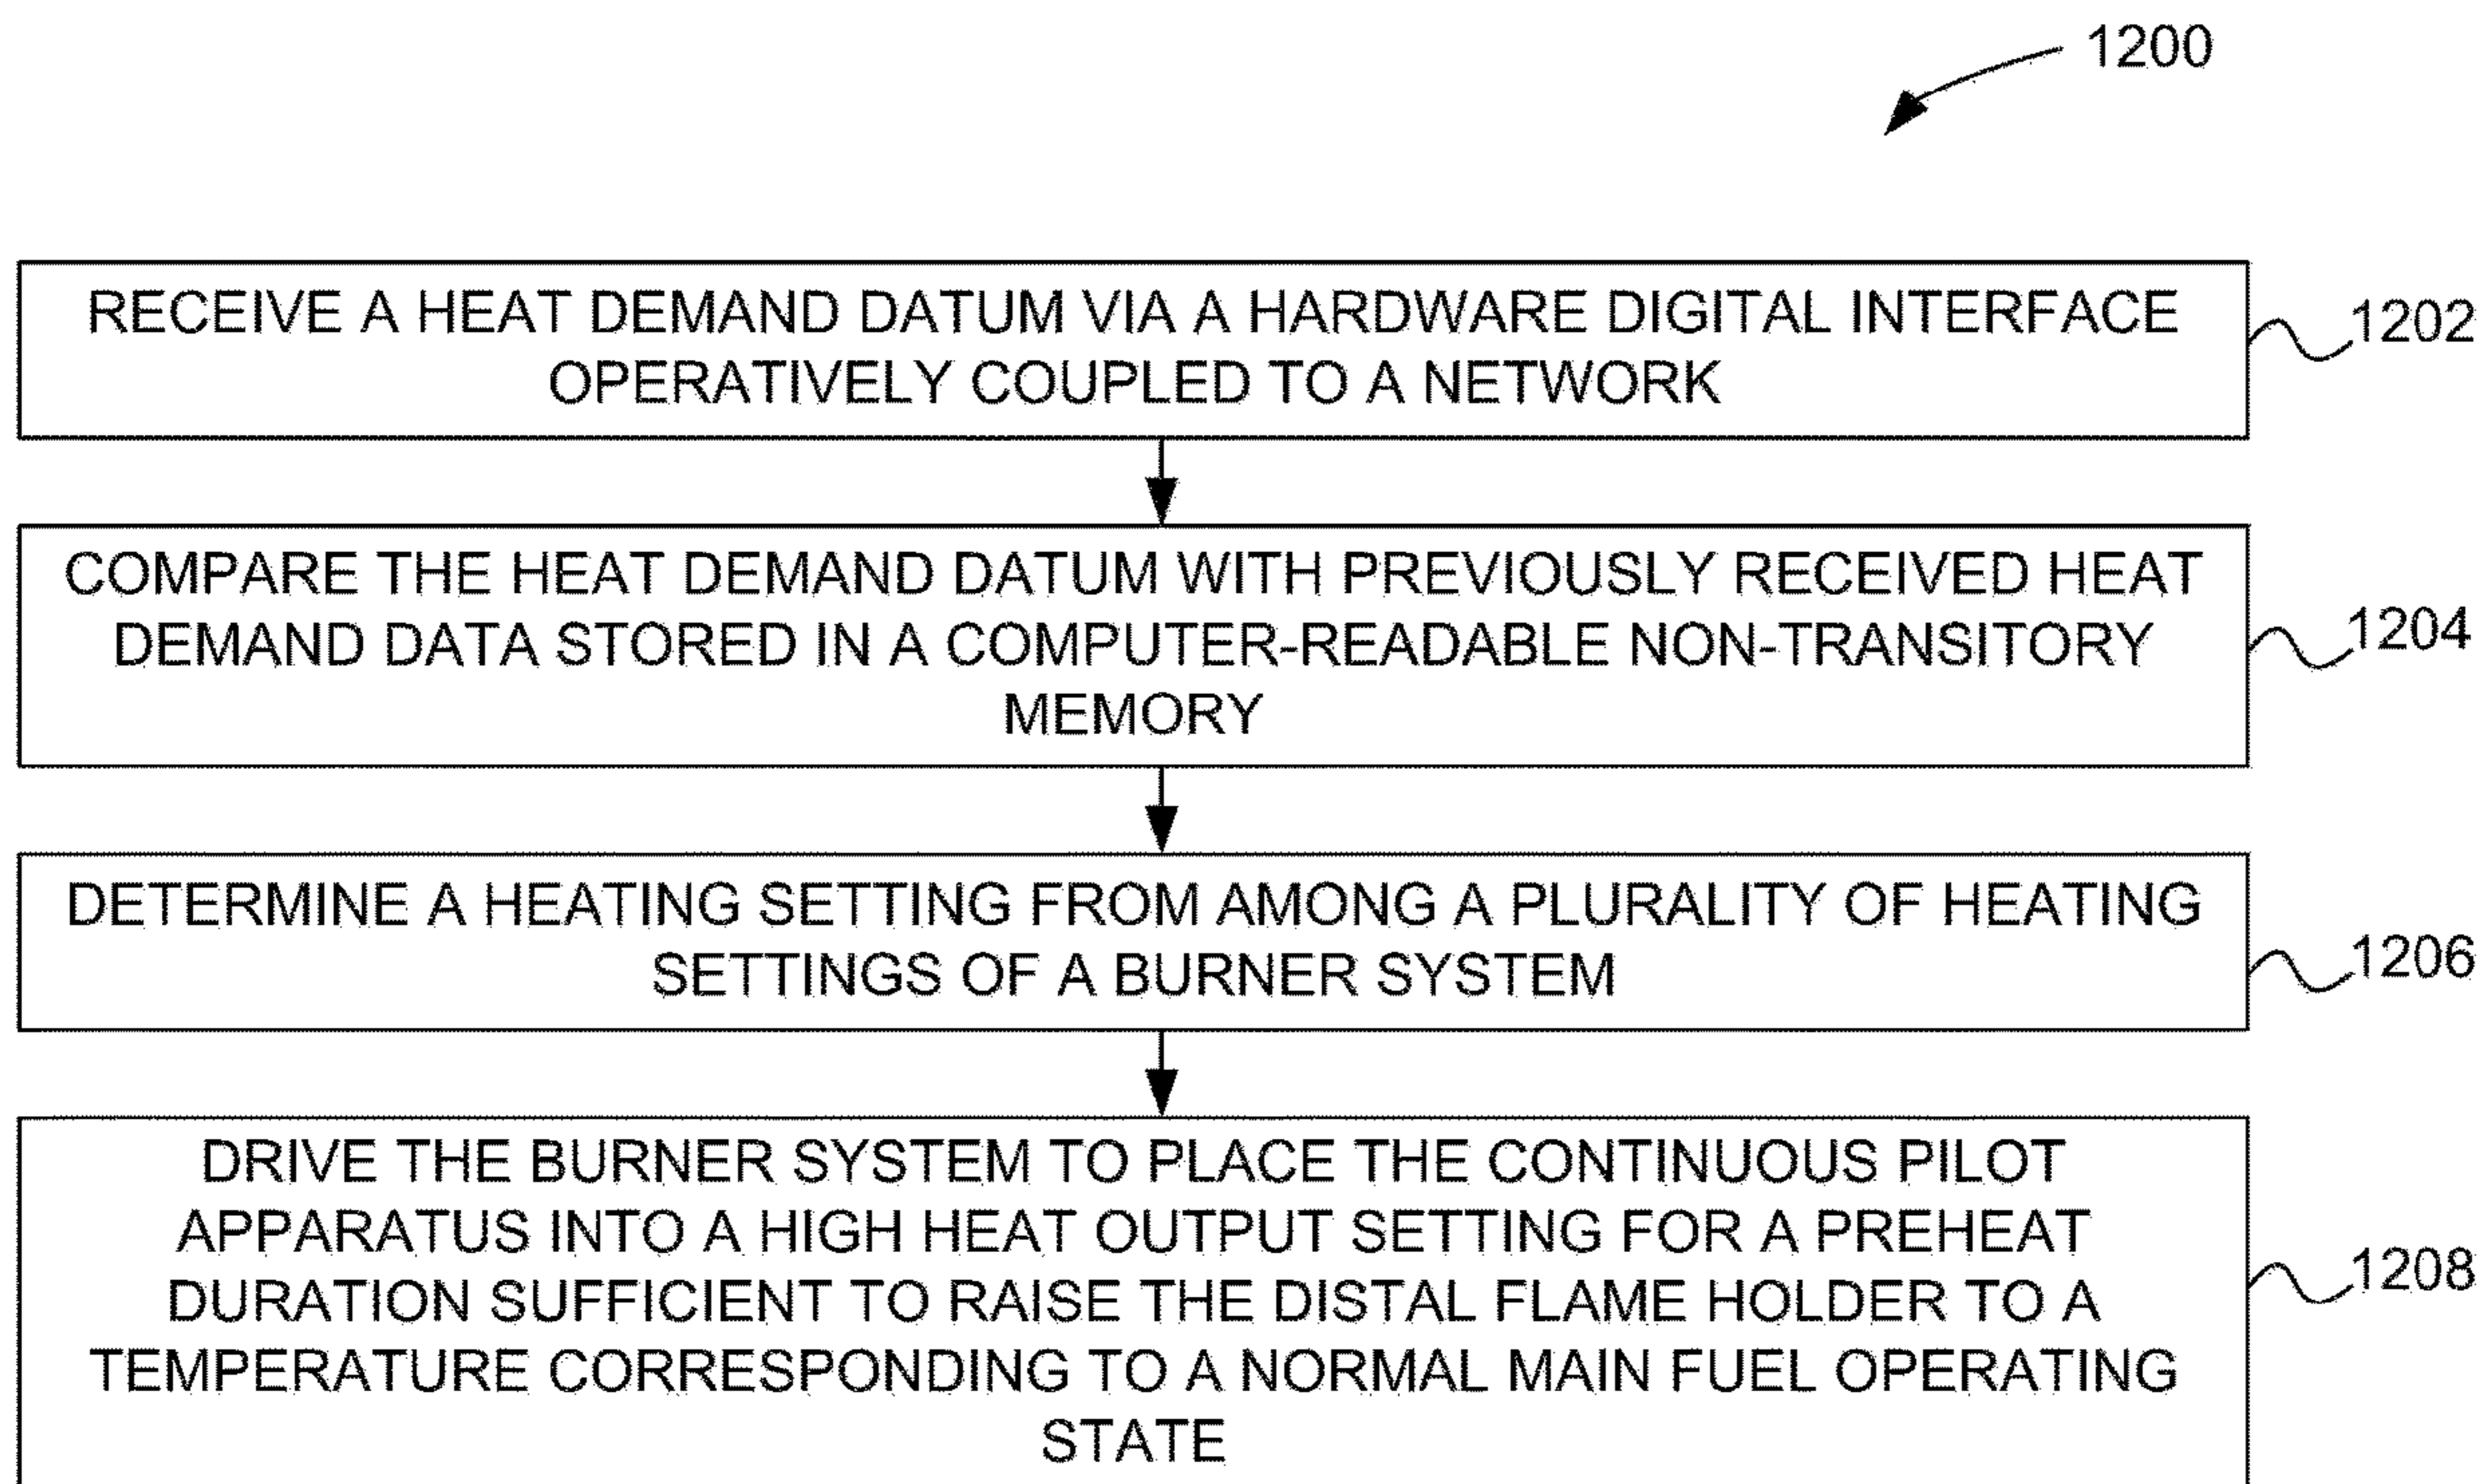 1200
RECEIVE A HEAT DEMAND DATUM VIA A HARDWARE DIGITAL INTERFACE
OPERATIVELY COUPLED TO A NETWORK
1202
COMPARE THE HEAT DEMAND DATUM WITH PREVIOUSLY RECEIVED HEAT
DEMAND DATA STORED IN A COMPUTER-READABLE NON-TRANSITORY
MEMORY
1204
DETERMINE A HEATING SETTING FROM AMONG A PLURALITY OF HEATING
SETTINGS OF A BURNER SYSTEM
1206
DRIVE THE BURNER SYSTEM TO PLACE THE CONTINUOUS PILOT
APPARATUS INTO A HIGH HEAT OUTPUT SETTING FOR A PREHEAT
DURATION SUFFICIENT TO RAISE THE DISTAL FLAME HOLDER TO A
TEMPERATURE CORRESPONDING TO A NORMAL MAIN FUEL OPERATING
STATE
1208